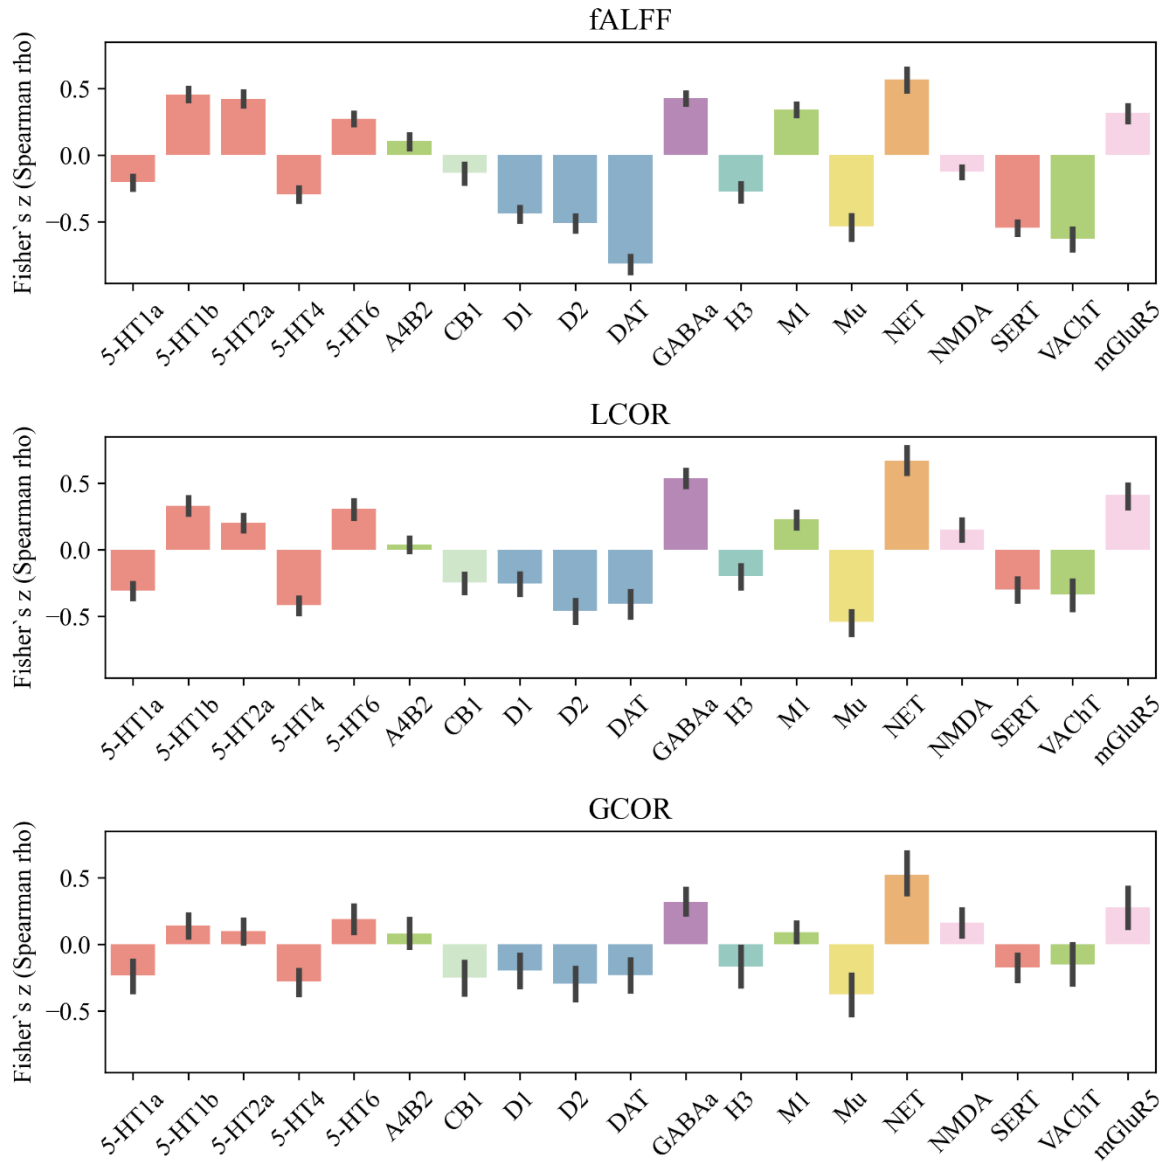 fALFF
Fisher`s z (Spearman rho)
0.5
0.0
−0.5
5-HT1a 5-HT1b 5-HT2a 5-HT4 5-HT6 A4B2 CB1 D1 D2 DAT GABAa H3 M1 Mu NET NMDA SERT VAChT mGluR5
LCOR
Fisher`s z (Spearman rho)
0.5
0.0
−0.5
5-HT1a 5-HT1b 5-HT2a 5-HT4 5-HT6 A4B2 CB1 D1 D2 DAT GABAa H3 M1 Mu NET NMDA SERT VAChT mGluR5
GCOR
Fisher`s z (Spearman rho)
0.5
0.0
−0.5
5-HT1a 5-HT1b 5-HT2a 5-HT4 5-HT6 A4B2 CB1 D1 D2 DAT GABAa H3 M1 Mu NET NMDA SERT VAChT mGluR5